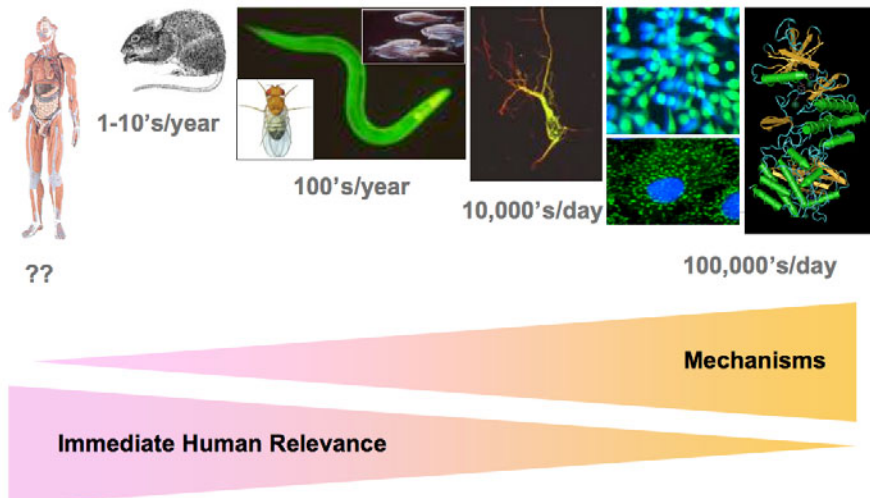 1-10's/year
100's/year
10,000's/day
??
100,000's/day
Mechanisms
Immediate Human Relevance